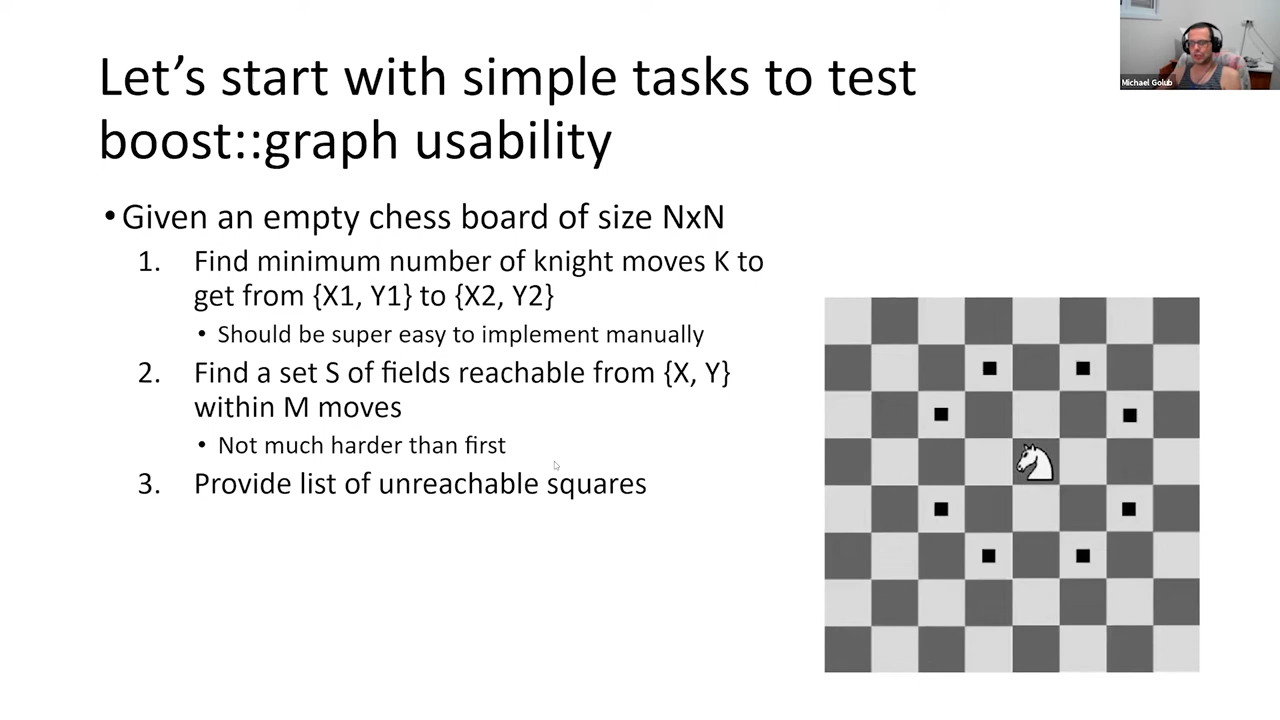 Let’s start with simple tasks to test
boost::graph usability
• Given an empty chess board of size NxN
1. Find minimum number of knight moves K to
get from {X1, Y1} to {X2, Y2}
• Should be super easy to implement manually
2. Find a set S of fields reachable from {X, Y}
within M moves
• Not much harder than first
3. Provide list of unreachable squares
Michael Golub